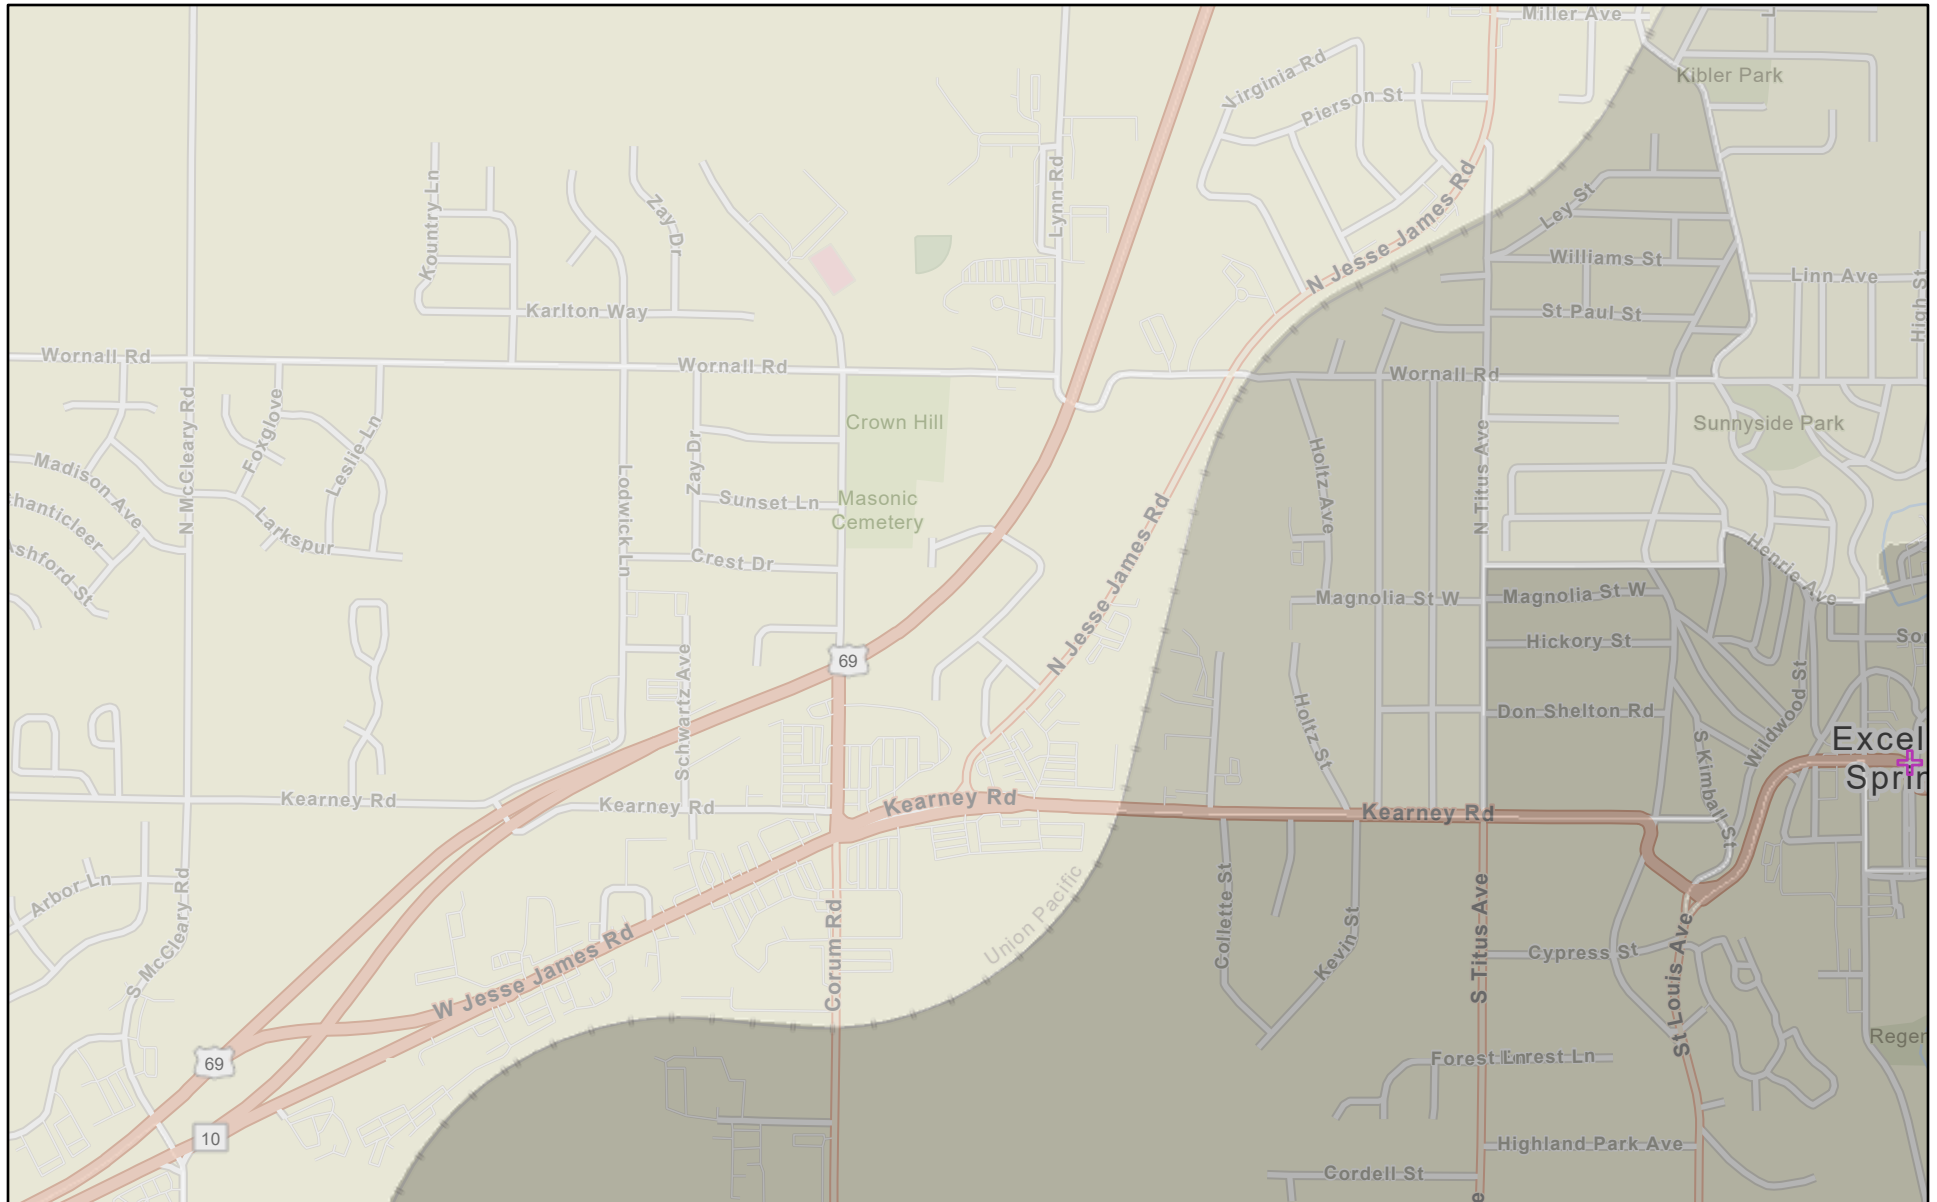 Miller Ave
Kibler Park
Virginia Rd
Pierson St
Kountry Ln
Zay Dr
Lynn Rd
N Jesse James Rd
Ley St
Williams St
Linn Ave
High St
Karlton Way
St Paul St
Wornall Rd
Wornall Rd
Wornall Rd
N McCleary Rd
Foxglove
Leslie Ln
Crown Hill
Sunnyside Park
Madison Ave
Zay Dr
Lodwick Ln
Holtz Ave
N Titus Ave
hanticleer
Larkspur
Sunset Ln
Masonic
Cemetery
N Jesse James Rd
shford St
Crest Dr
Henrie Ave
Magnolia St W
Magnolia St W
Hickory St
Sou
69
Schwartz Ave
Holtz St
Don Shelton Rd
S Kimball St
Wildwood St
Excel
Sprin
Kearney Rd
Kearney Rd
Kearney Rd
Kearney Rd
Arbor Ln
S McCleary Rd
Union Pacific
Collette St
Kevin St
S Titus Ave
Cypress St
St Louis Ave
W Jesse James Rd
Corum Rd
69
Forest Ln
Forest Ln
Regen
10
Highland Park Ave
Cordell St
e